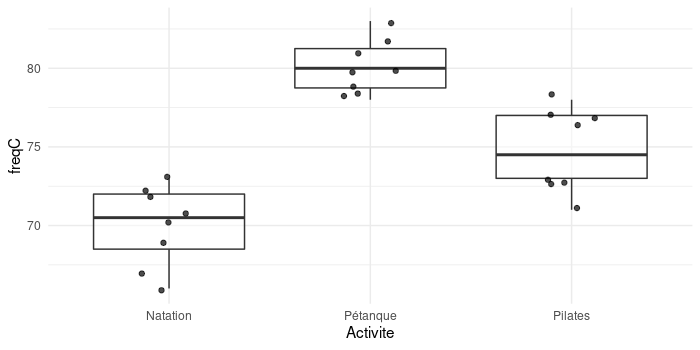 80
75
70
freqC
Natation
Pétanque
Pilates
Activite